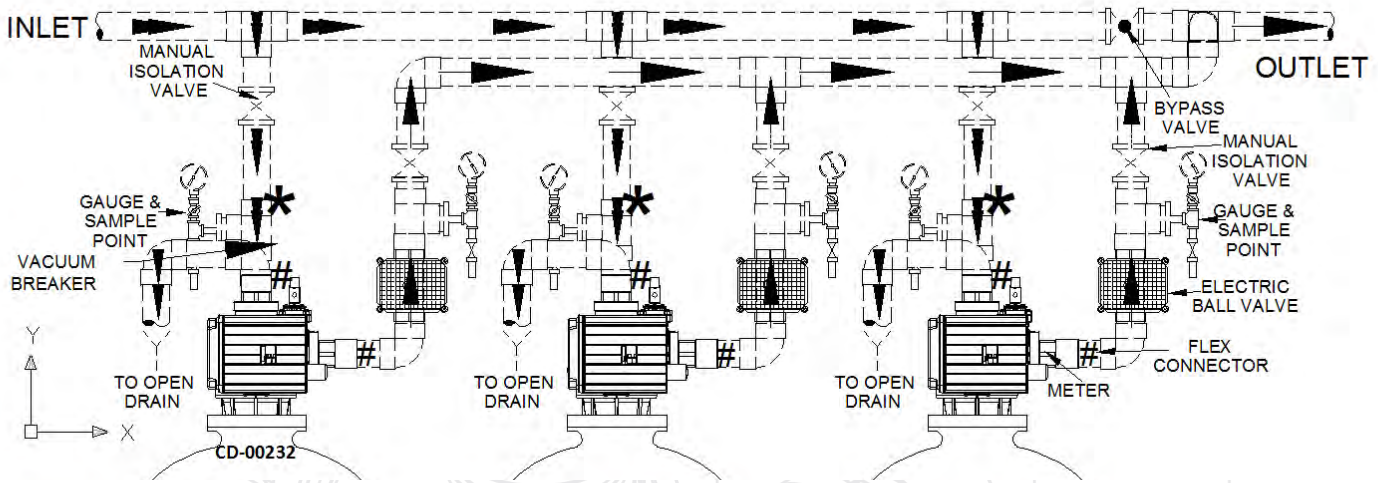 INLET
MANUAL
ISOLATION
VALVE
OUTLET
BYPASS
VALVE
MANUAL
ISOLATION
VALVE
GAUGE &
SAMPLE
POINT
*
*
*
GAUGE &
SAMPLE
POINT
VACUUM
BREAKER
#
#
#
ELECTRIC
BALL VALVE
Y
#
#
#
FLEX
CONNECTOR
TO OPEN
DRAIN
TO OPEN
DRAIN
TO OPEN
DRAIN
METER
X
CD-00232